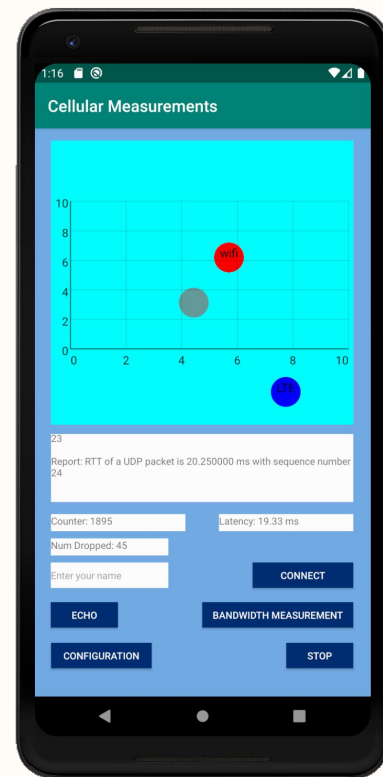 1:16
Cellular Measurements
10
8
6
4
2
0
0 2 4 6 8 10
wifi
LTE
23
Report: RTT of a UDP packet is 20.250000 ms with sequence number
24
Counter: 1895 Latency: 19.33 ms
Num Dropped: 45
Enter your name CONNECT
ECHO BANDWIDTH MEASUREMENT
CONFIGURATION STOP